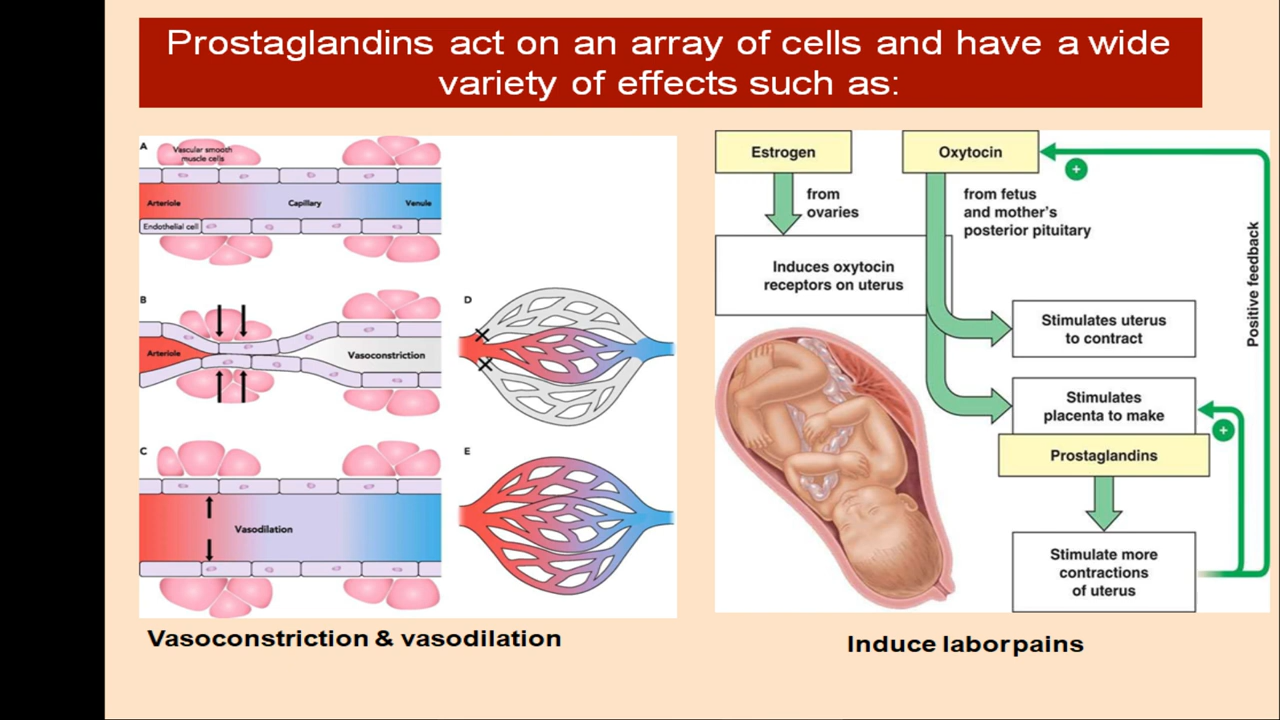 Prostaglandins act on an array of cells and have a wide
variety of effects such as:
A
Vascular smooth
muscle cells
Arteriole
Capillary
Venule
Endothelial cell
B
Arteriole
Vasoconstriction
C
Vasodilation
D
E
Vasoconstriction & vasodilation
Estrogen
Oxytocin
+
from
ovaries
from fetus
and mother's
posterior pituitary
Induces oxytocin
receptors on uterus
Positive feedback
Stimulates uterus
to contract
Stimulates
placenta to make
+
Prostaglandins
Stimulate more
contractions
of uterus
Induce labor pains